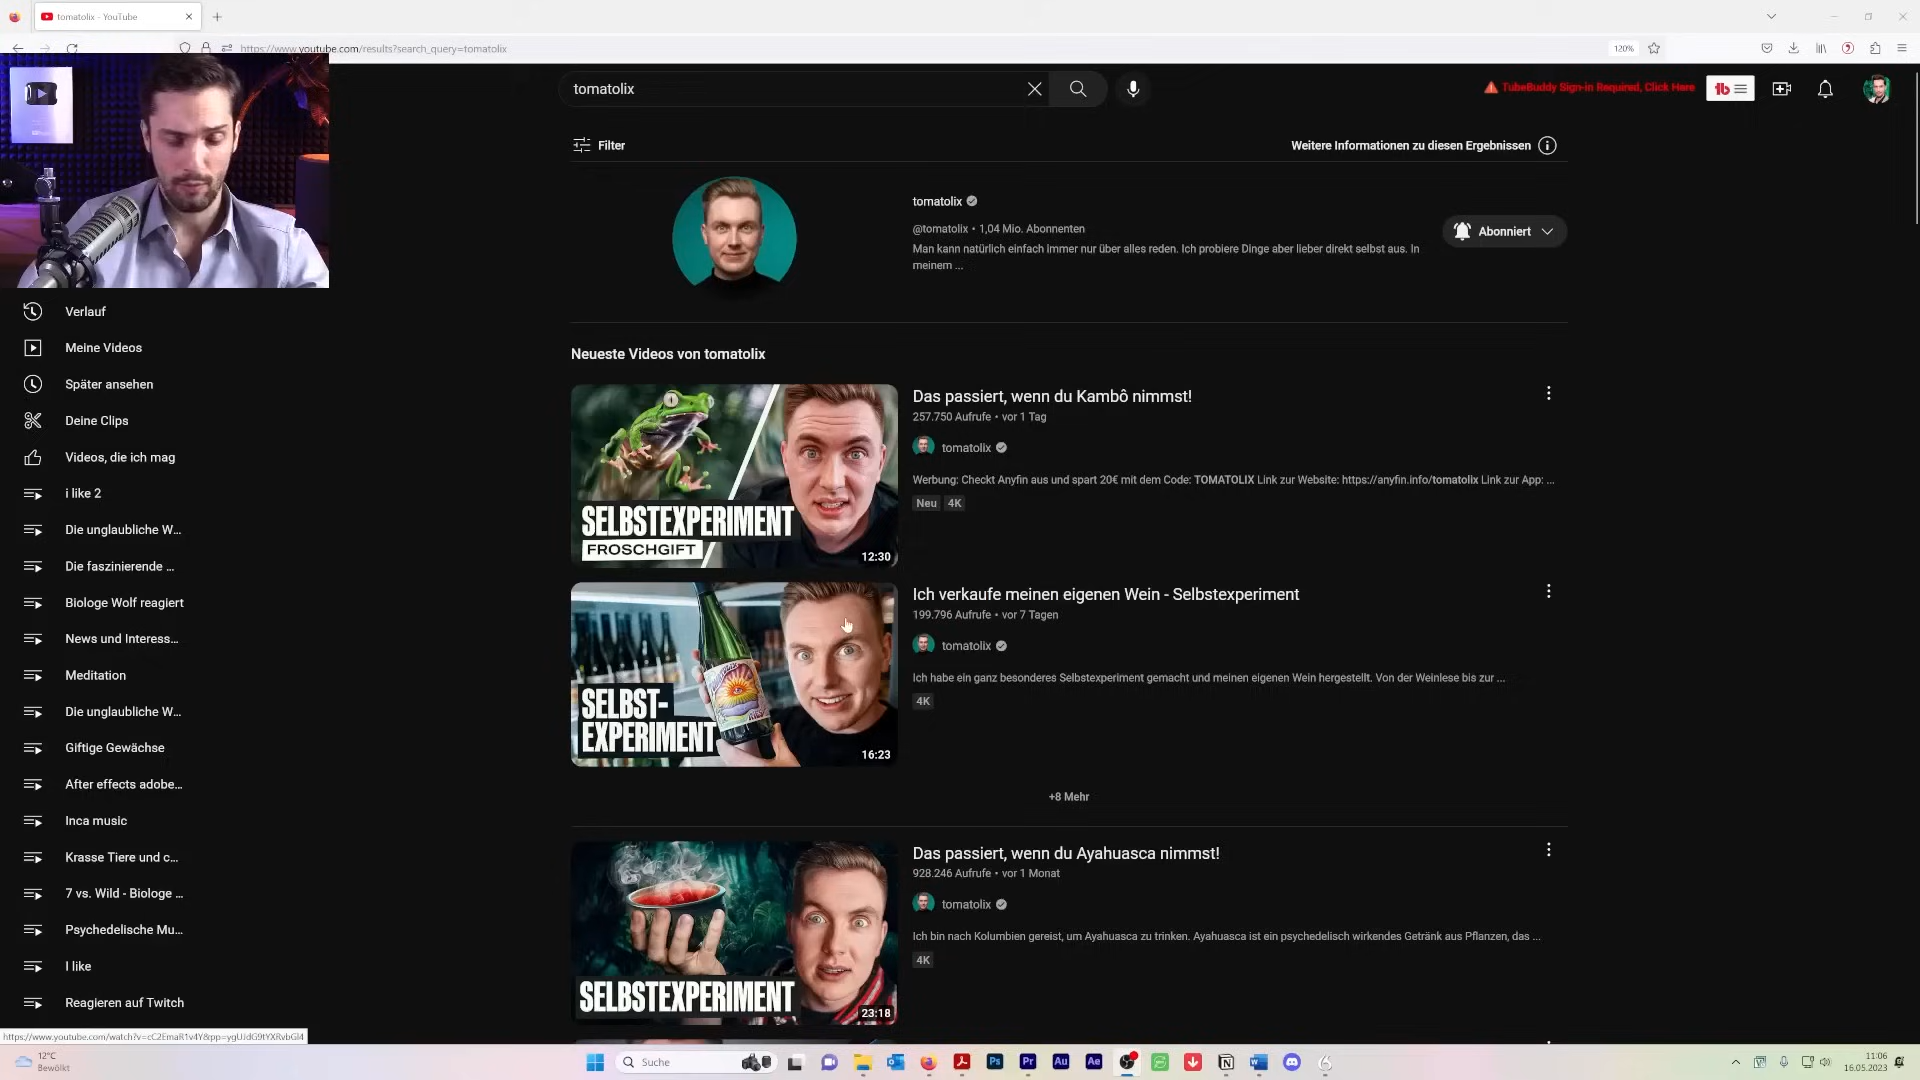 tomatolix - YouTube
https://www.youtube.com/results?search_query=tomatolix
120%
tomatolix
TubeBuddy Sign-in Required, Click Here
Filter
Weitere Informationen zu diesen Ergebnissen
tomatolix
@tomatolix • 1,04 Mio. Abonnenten
Man kann natürlich einfach immer nur über alles reden. Ich probiere Dinge aber lieber direkt selbst aus. In
meinem ...
Abonniert
Verlauf
Meine Videos
Später ansehen
Deine Clips
Videos, die ich mag
i like 2
Die unglaubliche W...
Die faszinierende ...
Biologe Wolf reagiert
News und Interess...
Meditation
Die unglaubliche W...
Giftige Gewächse
After effects adobe...
Inca music
Krasse Tiere und c...
7 vs. Wild - Biologe ...
Psychedelische Mu...
I like
Reagieren auf Twitch
Neueste Videos von tomatolix
SELBSTEXPERIMENT
FROSCHGIFT
12:30
Das passiert, wenn du Kambô nimmst!
257.750 Aufrufe • vor 1 Tag
tomatolix
Werbung: Checkt Anyfin aus und spart 20€ mit dem Code: TOMATOLIX Link zur Website: https://anyfin.info/tomatolix Link zur App: ...
Neu 4K
SELBST-
EXPERIMENT
16:23
Ich verkaufe meinen eigenen Wein - Selbstexperiment
199.796 Aufrufe • vor 7 Tagen
tomatolix
Ich habe ein ganz besonderes Selbstexperiment gemacht und meinen eigenen Wein hergestellt. Von der Weinlese bis zur ...
4K
+8 Mehr
SELBSTEXPERIMENT
23:18
Das passiert, wenn du Ayahuasca nimmst!
928.246 Aufrufe • vor 1 Monat
tomatolix
Ich bin nach Kolumbien gereist, um Ayahuasca zu trinken. Ayahuasca ist ein psychedelisch wirkendes Getränk aus Pflanzen, das ...
4K
12°C
Bewölkt
Suche
11:06
16.05.2023